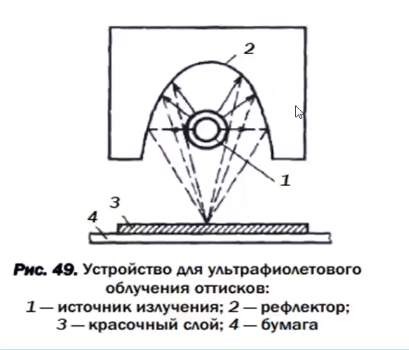 2
1
3
4
Рис. 49. Устройство для ультрафиолетового
облучения оттисков:
1 — источник излучения; 2 — рефлектор;
3 — красочный слой; 4 — бумага